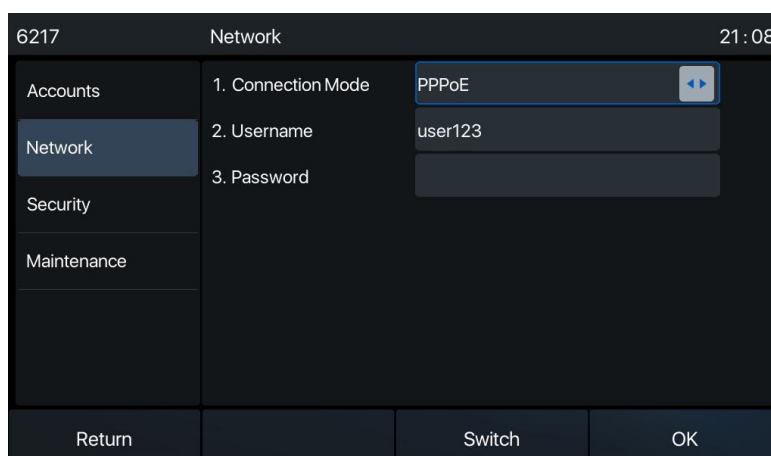 6217 Network 21:08
Accounts
Network
Security
Maintenance
1. Connection Mode PPPoE
2. Username user123
3. Password
Return Switch OK